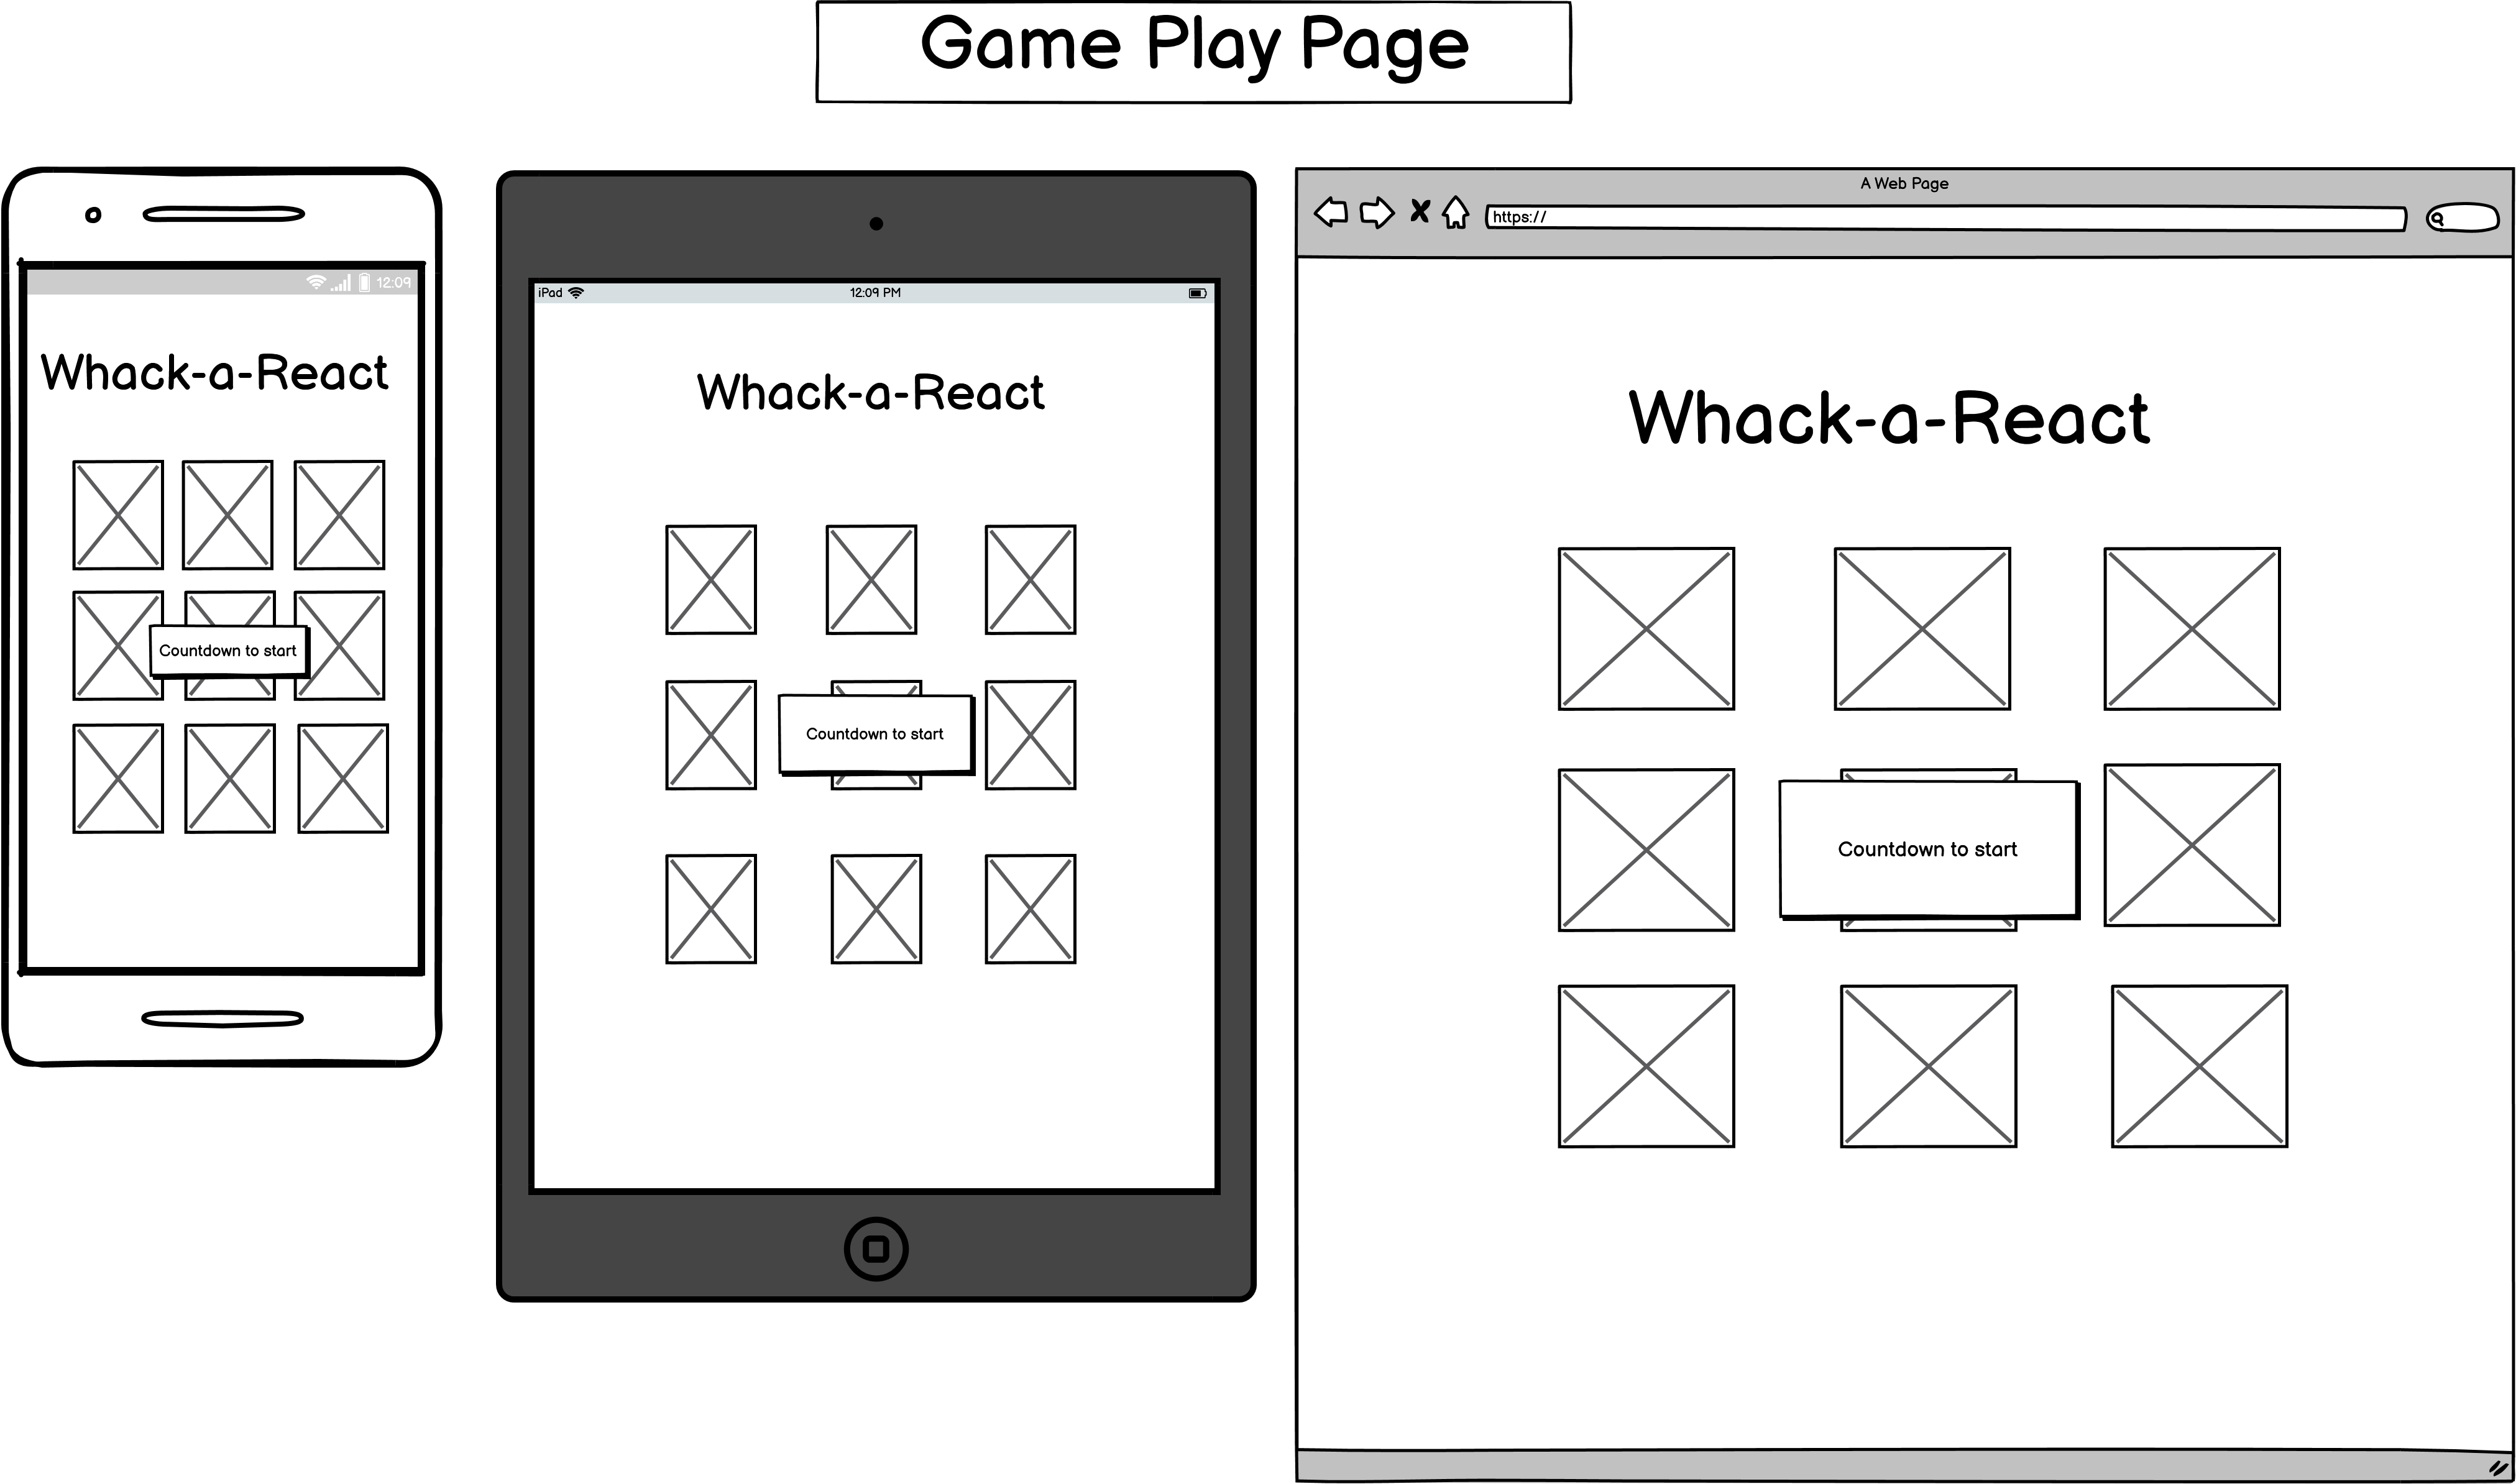 Game Play Page
12:09
Whack-a-React
Countdown to start
iPad
12:09 PM
Whack-a-React
Countdown to start
A Web Page
https://
Whack-a-React
Countdown to start